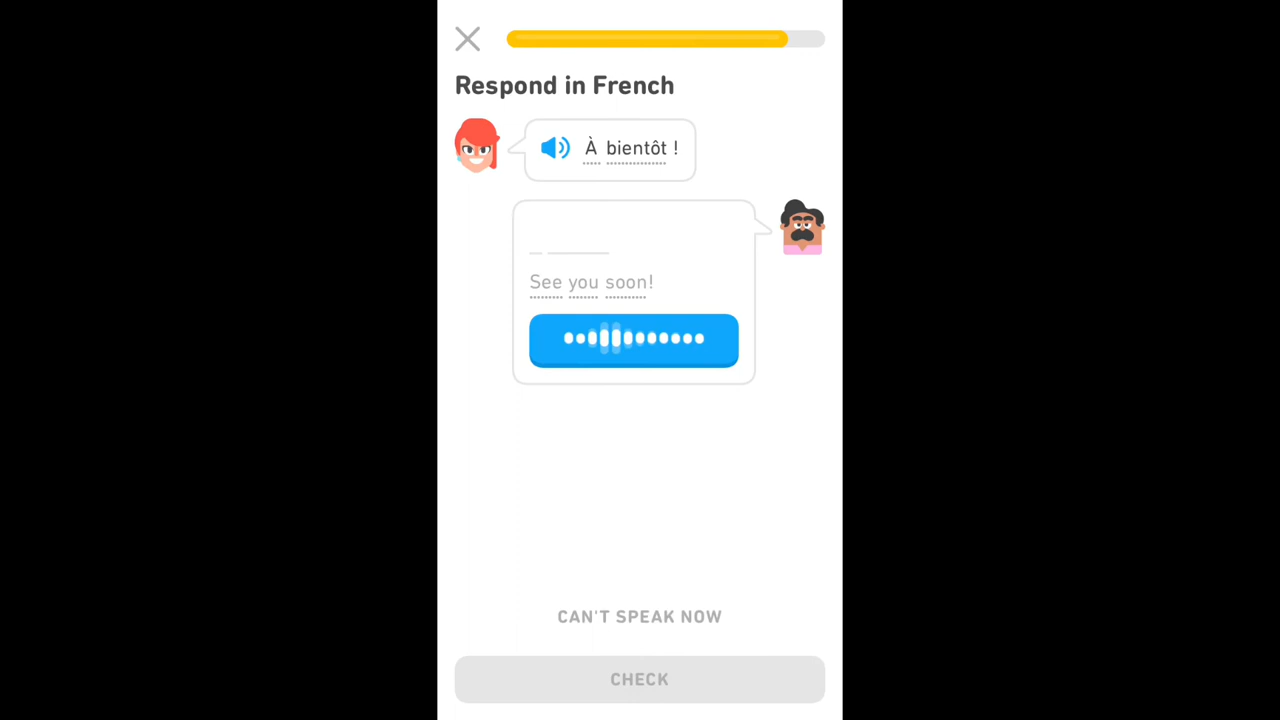 Respond in French
À bientôt !
See you soon!
CAN'T SPEAK NOW
CHECK